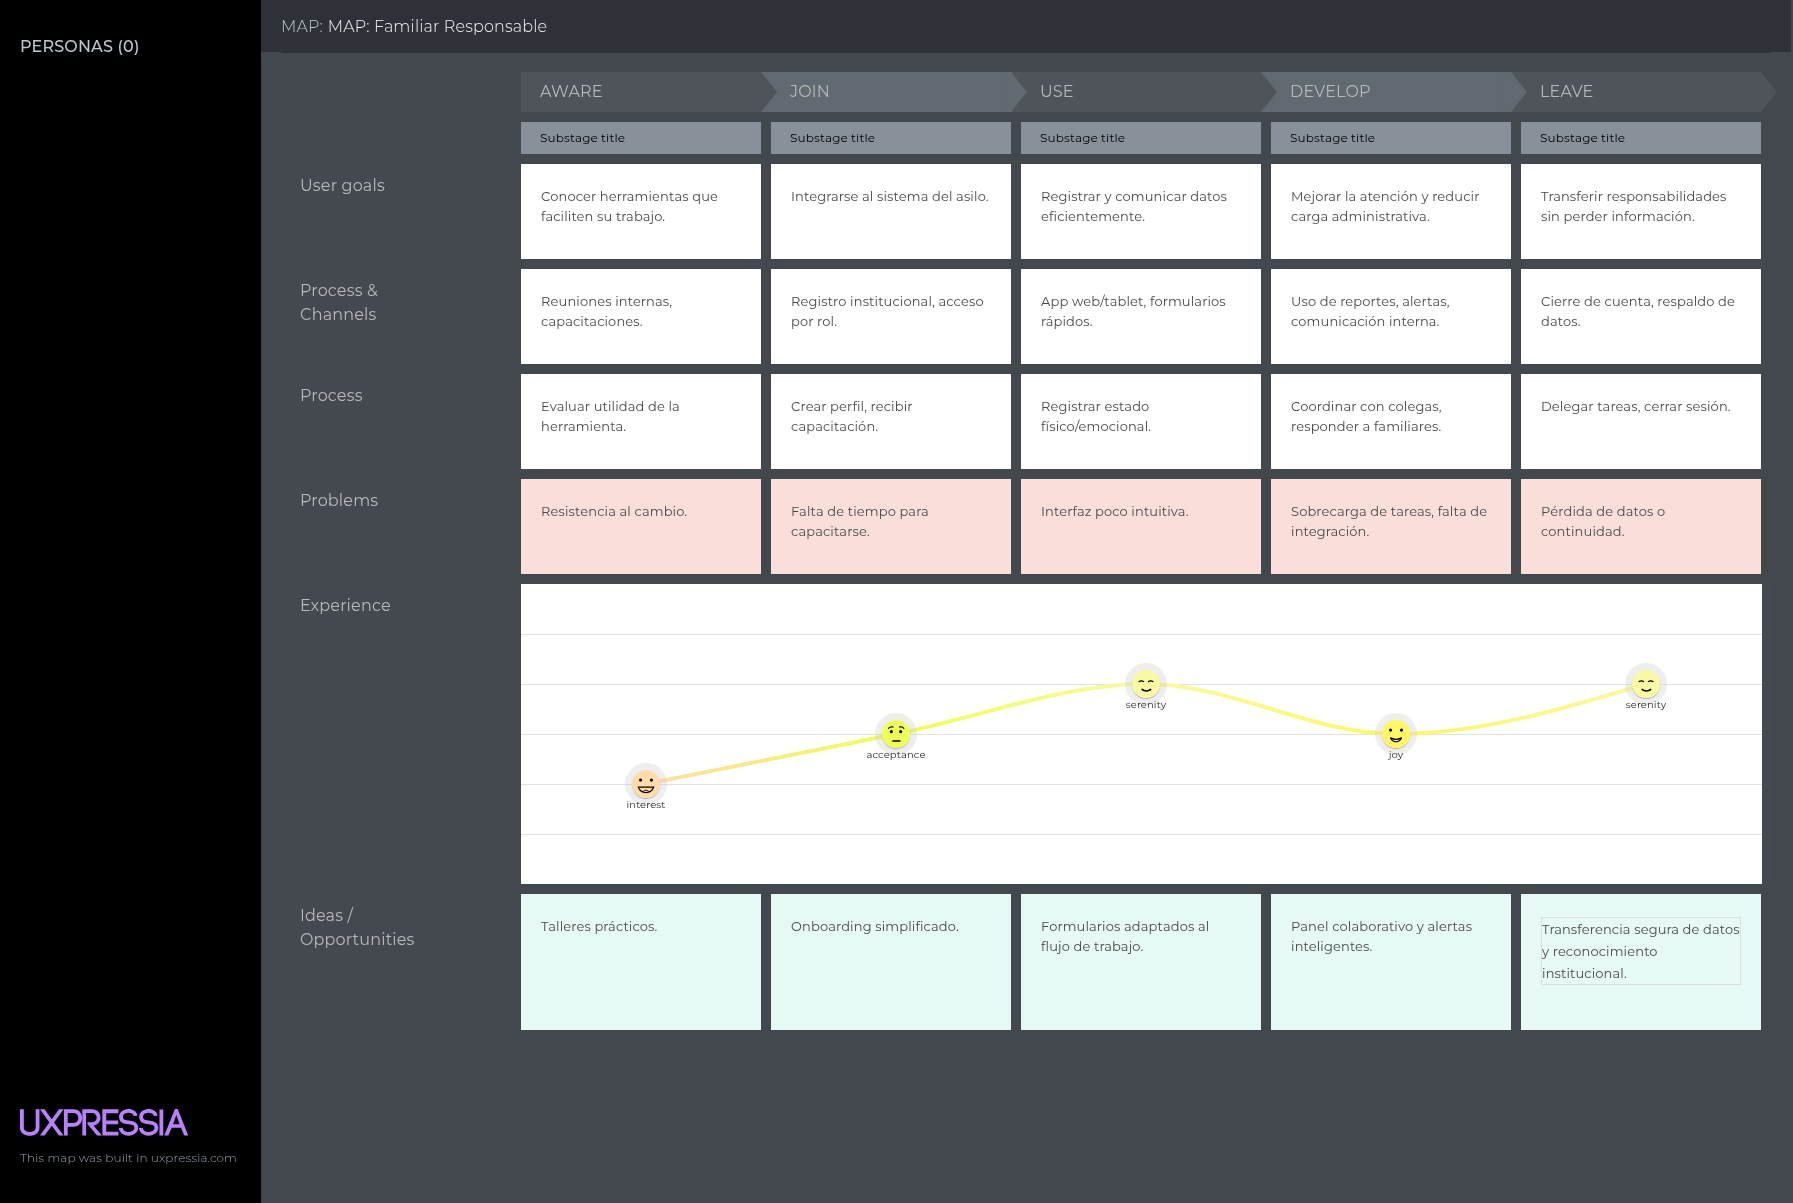 PERSONAS (0)
MAP: MAP: Familiar Responsable
AWARE
JOIN
USE
DEVELOP
LEAVE
Substage title
Substage title
Substage title
Substage title
Substage title
User goals
Conocer herramientas que
faciliten su trabajo.
Integrarse al sistema del asilo.
Registrar y comunicar datos
eficientemente.
Mejorar la atención y reducir
carga administrativa.
Transferir responsabilidades
sin perder información.
Process &
Channels
Reuniones internas,
capacitaciones.
Registro institucional, acceso
por rol.
App web/tablet, formularios
rápidos.
Uso de reportes, alertas,
comunicación interna.
Cierre de cuenta, respaldo de
datos.
Process
Evaluar utilidad de la
herramienta.
Crear perfil, recibir
capacitación.
Registrar estado
físico/emocional.
Coordinar con colegas,
responder a familiares.
Delegar tareas, cerrar sesión.
Problems
Resistencia al cambio.
Falta de tiempo para
capacitarse.
Interfaz poco intuitiva.
Sobrecarga de tareas, falta de
integración.
Pérdida de datos o
continuidad.
Experience
interest
acceptance
serenity
joy
serenity
Ideas /
Opportunities
Talleres prácticos.
Onboarding simplificado.
Formularios adaptados al
flujo de trabajo.
Panel colaborativo y alertas
inteligentes.
Transferencia segura de datos
y reconocimiento
institucional.
UXPRESSIA
This map was built in uxpressia.com